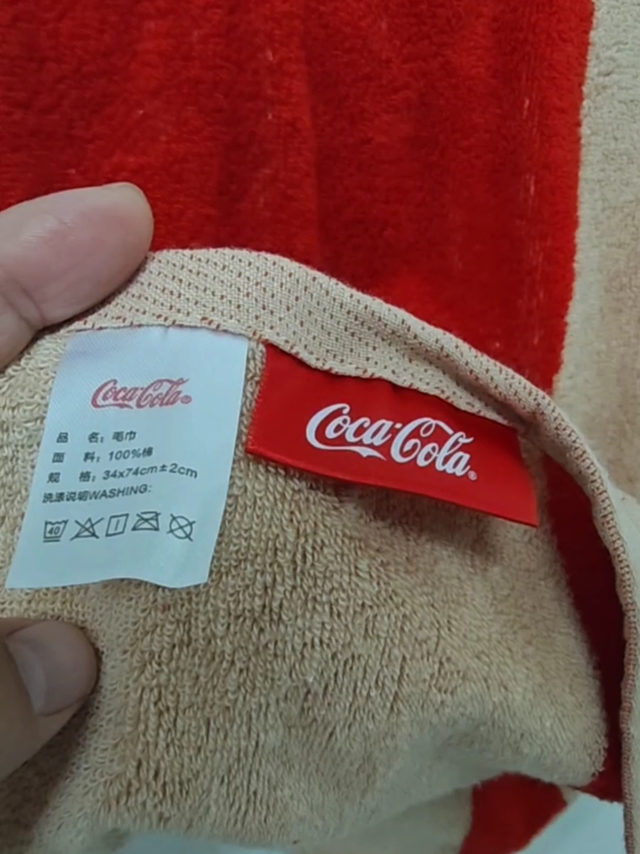 Coca-Cola®
品 名：毛巾
面 料：100%棉
规 格：34x74cm±2cm
洗涤说明WASHING:
40
Coca-Cola®